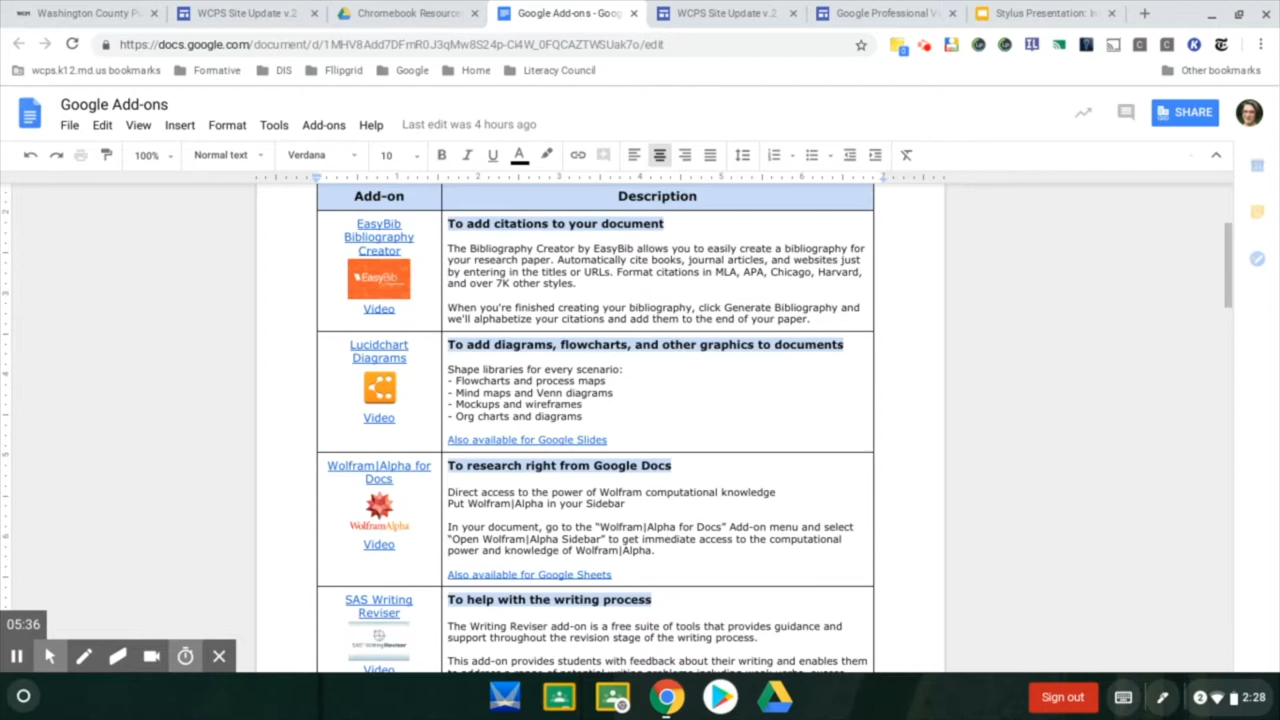 Washington County Pu
WCPS Site Update v.2
Chromebook Resource
Google Add-ons - Goog
WCPS Site Update v.2
Google Professional V
Stylus Presentation: In
https://docs.google.com/document/d/1MHV8Add7DFmR0J3qMw8S24p-Ci4W_0FQCAZTWSUak7o/edit
wcps.k12.md.us bookmarks
Formative
DIS
Fllipgrid
Google
Home
Literacy Council
Other bookmarks
Google Add-ons
File Edit View Insert Format Tools Add-ons Help Last edit was 4 hours ago
SHARE
100% Normal text Verdana 10 B I U A
Add-on
Description
EasyBib
Bibliography
Creator
EasyBib
Video
To add citations to your document
The Bibliography Creator by EasyBib allows you to easily create a bibliography for
your research paper. Automatically cite books, journal articles, and websites just
by entering in the titles or URLs. Format citations in MLA, APA, Chicago, Harvard,
and over 7K other styles.
When you're finished creating your bibliography, click Generate Bibliography and
we'll alphabetize your citations and add them to the end of your paper.
Lucidchart
Diagrams
Video
To add diagrams, flowcharts, and other graphics to documents
Shape libraries for every scenario:
- Flowcharts and process maps
- Mind maps and Venn diagrams
- Mockups and wireframes
- Org charts and diagrams
Also available for Google Slides
Wolfram|Alpha for
Docs
WolframAlpha
Video
To research right from Google Docs
Direct access to the power of Wolfram computational knowledge
Put Wolfram|Alpha in your Sidebar
In your document, go to the “Wolfram|Alpha for Docs” Add-on menu and select
“Open Wolfram|Alpha Sidebar” to get immediate access to the computational
power and knowledge of Wolfram|Alpha.
Also available for Google Sheets
SAS Writing
Reviser
SAS Writing Reviser
Video
To help with the writing process
The Writing Reviser add-on is a free suite of tools that provides guidance and
support throughout the revision stage of the writing process.
This add-on provides students with feedback about their writing and enables them
05:36
Sign out
2
2:28